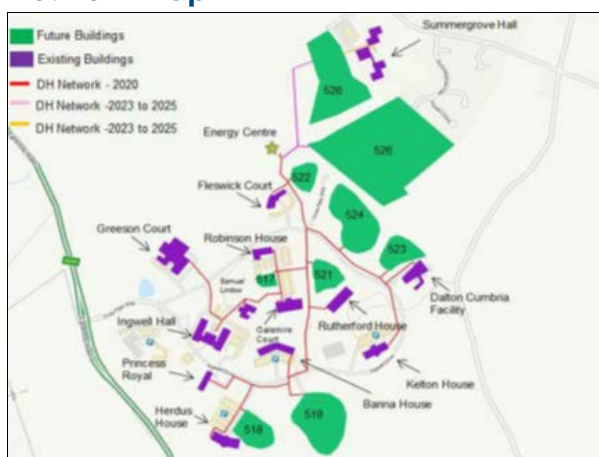 Future Buildings
Existing Buildings
DH Network - 2020
DH Network -2023 to 2025
DH Network -2023 to 2025
Summergrove Hall
526
Energy Centre
526
522
Fleswick Court
524
Greeson Court
Robinson House
523
517
521
Samuel
Lindow
Dalton Cumbria
Facility
Ingwell Hall
Galemire
Court
Rutherford House
Princess
Royal
Kelton House
Banna House
Herdus
House
518
519